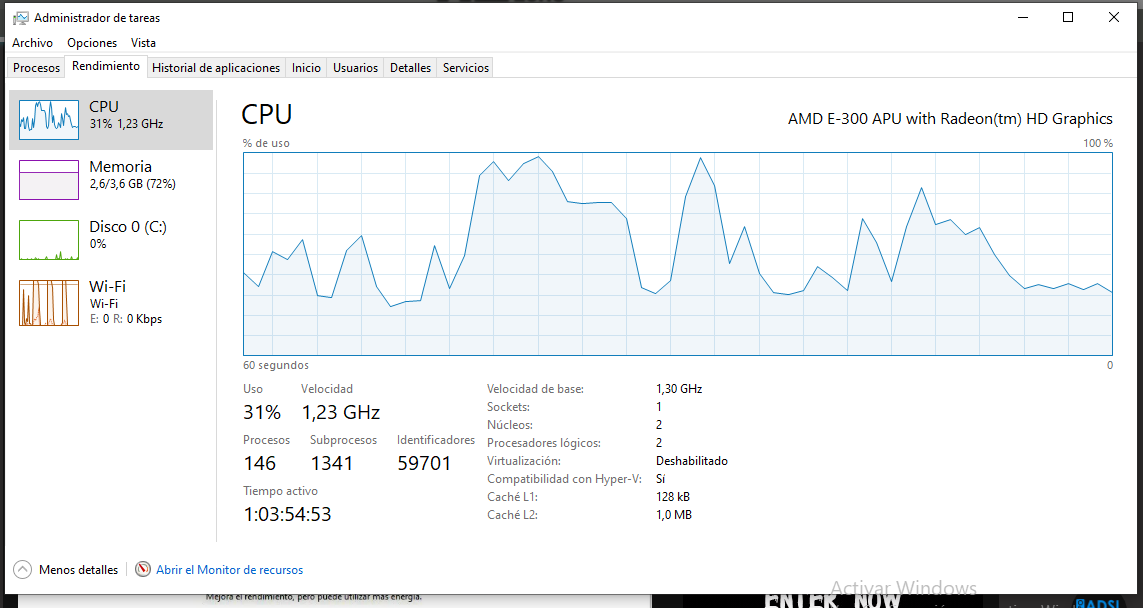 Administrador de tareas
Archivo Opciones Vista
Procesos Rendimiento Historial de aplicaciones Inicio Usuarios Detalles Servicios
CPU
31% 1,23 GHz
Memoria
2,6/3,6 GB (72%)
Disco 0 (C:)
0%
Wi-Fi
Wi-Fi
E: 0 R: 0 Kbps
CPU
AMD E-300 APU with Radeon(tm) HD Graphics
% de uso 100 %
60 segundos 0
Uso Velocidad
31% 1,23 GHz
Procesos Subprocesos Identificadores
146 1341 59701
Tiempo activo
1:03:54:53
Velocidad de base: 1,30 GHz
Sockets: 1
Núcleos: 2
Procesadores lógicos: 2
Virtualización: Deshabilitado
Compatibilidad con Hyper-V: Sí
Caché L1: 128 kB
Caché L2: 1,0 MB
Menos detalles Abrir el Monitor de recursos
Activar Windows
Mejora el rendimiento, pero puede utilizar más energía.
ENTER NOW